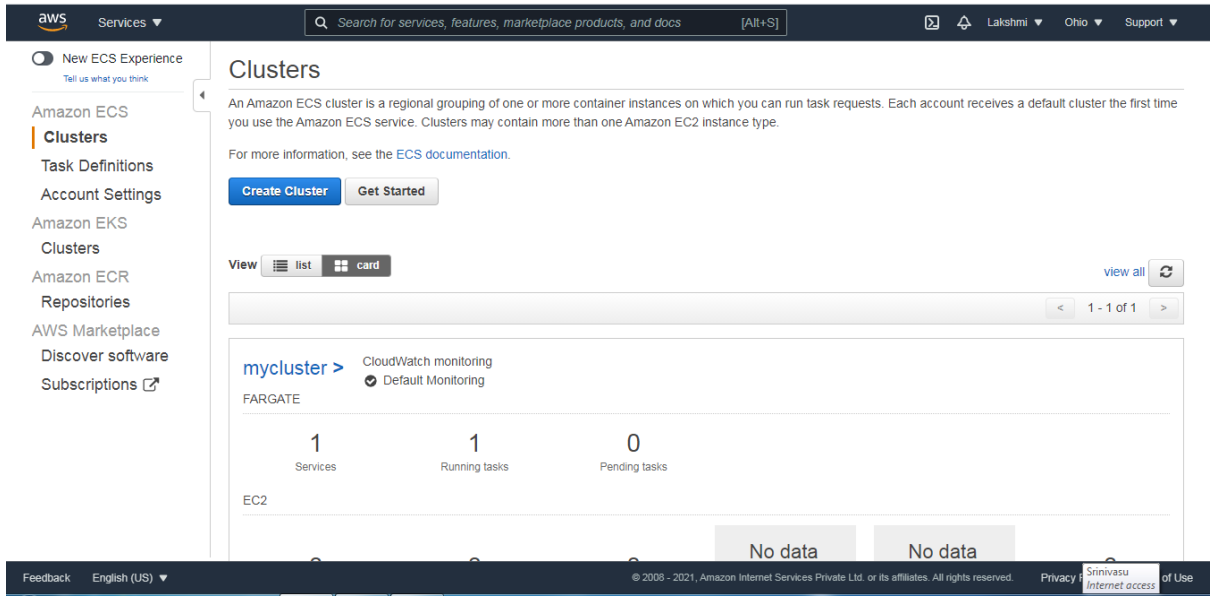 aws Services ▼ Search for services, features, marketplace products, and docs [Alt+S] Lakshmi ▼ Ohio ▼ Support ▼
New ECS Experience
Tell us what you think
Amazon ECS
Clusters
Task Definitions
Account Settings
Amazon EKS
Clusters
Amazon ECR
Repositories
AWS Marketplace
Discover software
Subscriptions
Clusters
An Amazon ECS cluster is a regional grouping of one or more container instances on which you can run task requests. Each account receives a default cluster the first time
you use the Amazon ECS service. Clusters may contain more than one Amazon EC2 instance type.
For more information, see the ECS documentation.
Create Cluster Get Started
View list card
view all
< 1 - 1 of 1 >
mycluster > CloudWatch monitoring
Default Monitoring
FARGATE
1 1 0
Services Running tasks Pending tasks
EC2
No data No data
Feedback English (US) ▼ © 2008 - 2021, Amazon Internet Services Private Ltd. or its affiliates. All rights reserved. Privacy of Use
Srinivasu
Internet access